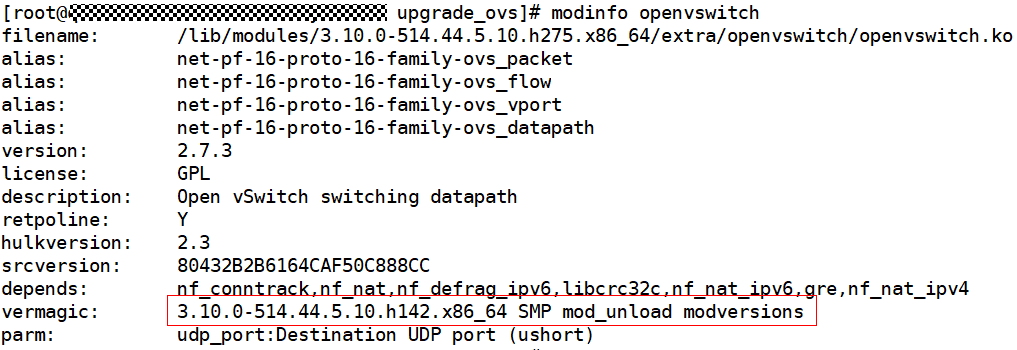 [root@ upgrade_ovs]# modinfo openvswitch
filename: /lib/modules/3.10.0-514.44.5.10.h275.x86_64/extra/openvswitch/openvswitch.ko
alias: net-pf-16-proto-16-family-ovs_packet
alias: net-pf-16-proto-16-family-ovs_flow
alias: net-pf-16-proto-16-family-ovs_vport
alias: net-pf-16-proto-16-family-ovs_datapath
version: 2.7.3
license: GPL
description: Open vSwitch switching datapath
retpoline: Y
hulkversion: 2.3
srcversion: 80432B2B6164CAF50C888CC
depends: nf_conntrack,nf_nat,nf_defrag_ipv6,libcrc32c,nf_nat_ipv6,gre,nf_nat_ipv4
vermagic: 3.10.0-514.44.5.10.h142.x86_64 SMP mod_unload modversions
parm: udp_port:Destination UDP port (ushort)